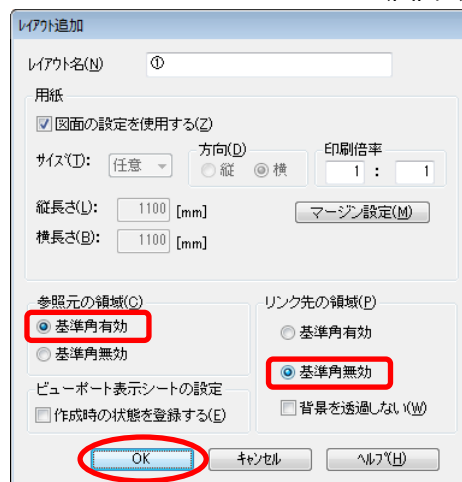 レイアウト追加
レイアウト名(N) ①
用紙
図面の設定を使用する(Z)
サイズ(T): 任意 方向(D) 縦 横 印刷倍率 1 : 1
縦長さ(L): 1100 [mm] マージン設定(M)
横長さ(B): 1100 [mm]
参照元の領域(C)
基準角有効
基準角無効
リンク先の領域(P)
基準角有効
基準角無効
背景を透過しない(W)
ビューポート表示シートの設定
作成時の状態を登録する(E)
OK キャンセル ヘルプ(H)